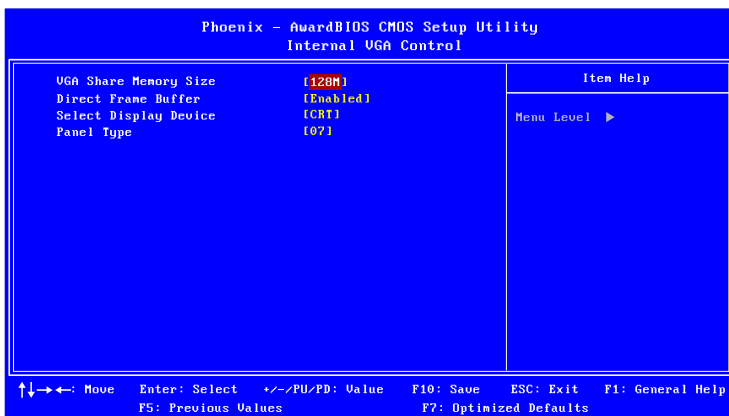 Phoenix - AwardBIOS CMOS Setup Utility
Internal VGA Control
VGA Share Memory Size [128M]
Direct Frame Buffer [Enabled]
Select Display Device [CRT]
Panel Type [07]
Item Help
Menu Level ▶
↑↓→←: Move Enter: Select +/-/PU/PD: Value F10: Save ESC: Exit F1: General Help
F5: Previous Values F7: Optimized Defaults